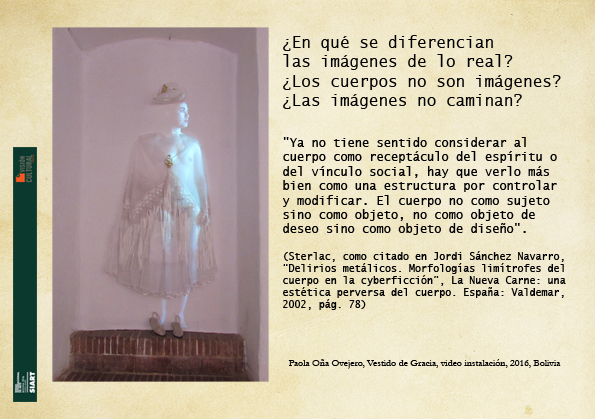 ¿En qué se diferencian
las imágenes de lo real?
¿Los cuerpos no son imágenes?
¿Las imágenes no caminan?
"Ya no tiene sentido considerar al
cuerpo como receptáculo del espíritu o
del vínculo social, hay que verlo más
bien como una estructura por controlar
y modificar. El cuerpo no como sujeto
sino como objeto, no como objeto de
deseo sino como objeto de diseño".
(Sterlac, como citado en Jordi Sánchez Navarro,
"Delirios metálicos. Morfologías limítrofes del
cuerpo en la cyberficción", La Nueva Carne: una
estética perversa del cuerpo. España: Valdemar,
2002, pág. 78)
Paola Oña Ovejero, Vestido de Gracia, video instalación, 2016, Bolivia
VISIÓN
CULTURAL
SIART